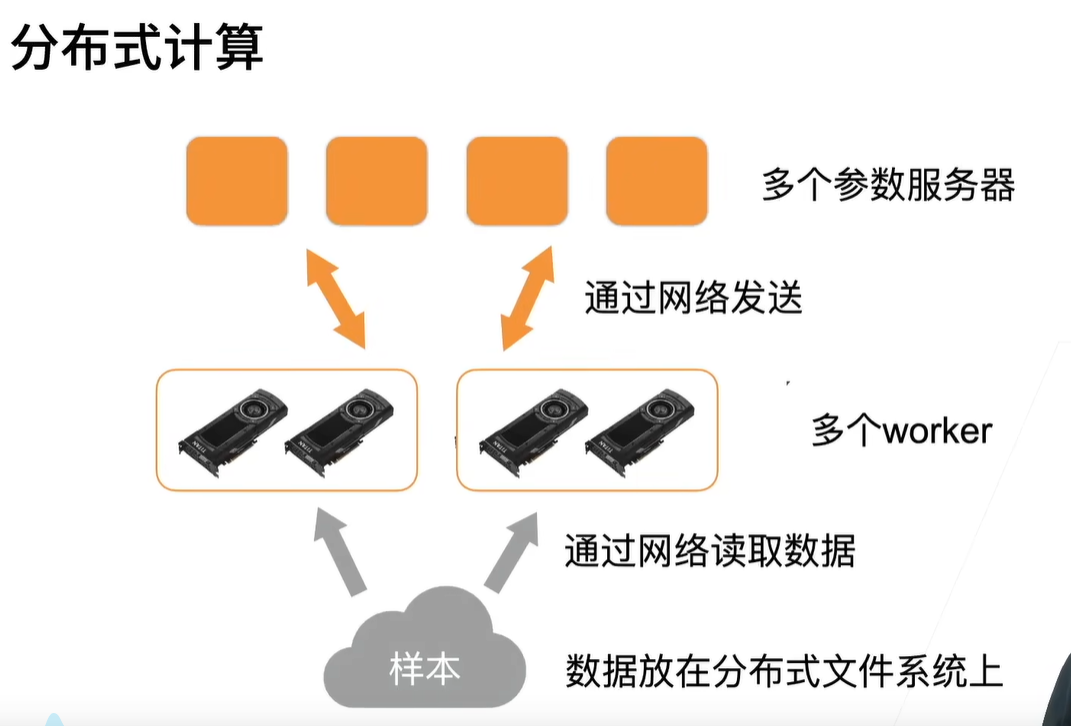 分布式计算
多个参数服务器
通过网络发送
多个worker
通过网络读取数据
样本
数据放在分布式文件系统上